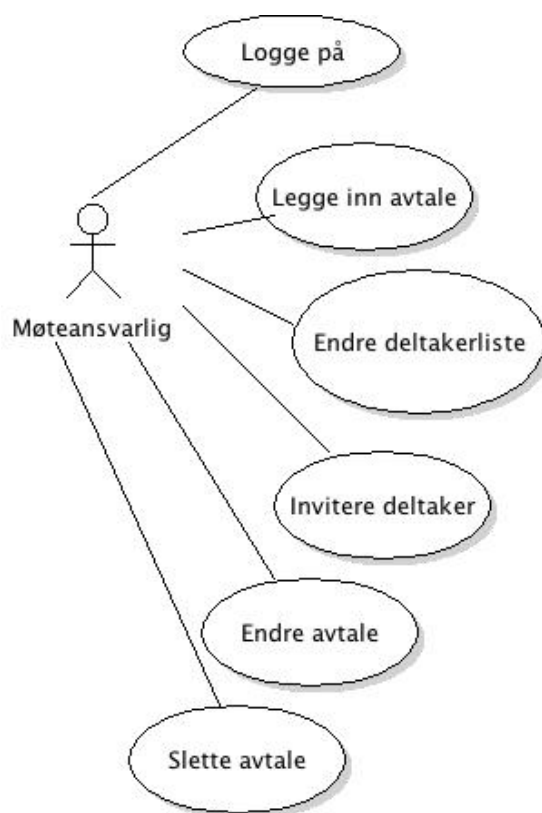 Logge på
Legge inn avtale
Møteansvarlig
Endre deltakerliste
Invitere deltaker
Endre avtale
Slette avtale